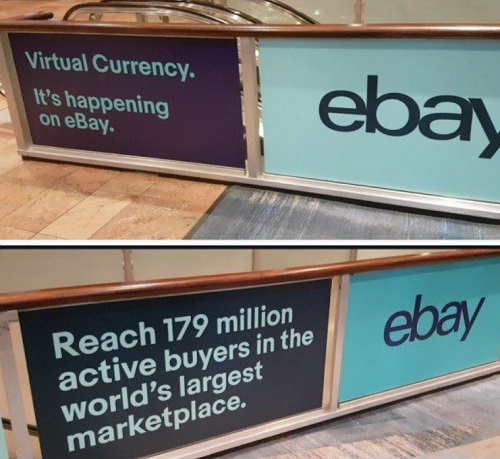 Virtual Currency.
It's happening
on eBay.
ebay
Reach 179 million
active buyers in the
world's largest
marketplace.
ebay